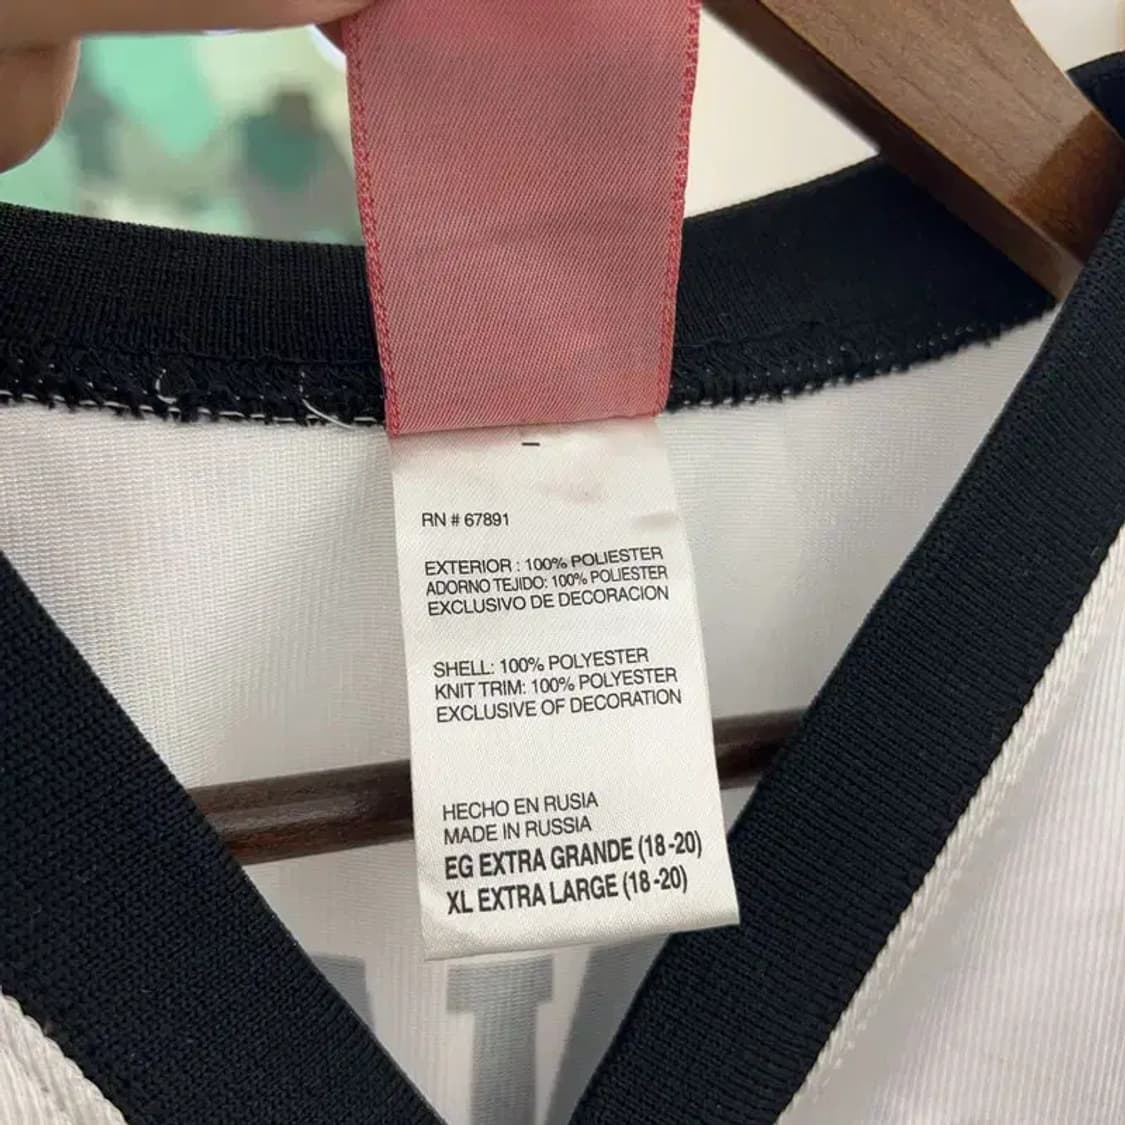 RN # 67891
EXTERIOR : 100% POLIESTER
ADORNO TEJIDO: 100% POLIESTER
EXCLUSIVO DE DECORACION
SHELL: 100% POLYESTER
KNIT TRIM: 100% POLYESTER
EXCLUSIVE OF DECORATION
HECHO EN RUSIA
MADE IN RUSSIA
EG EXTRA GRANDE (18-20)
XL EXTRA LARGE (18-20)